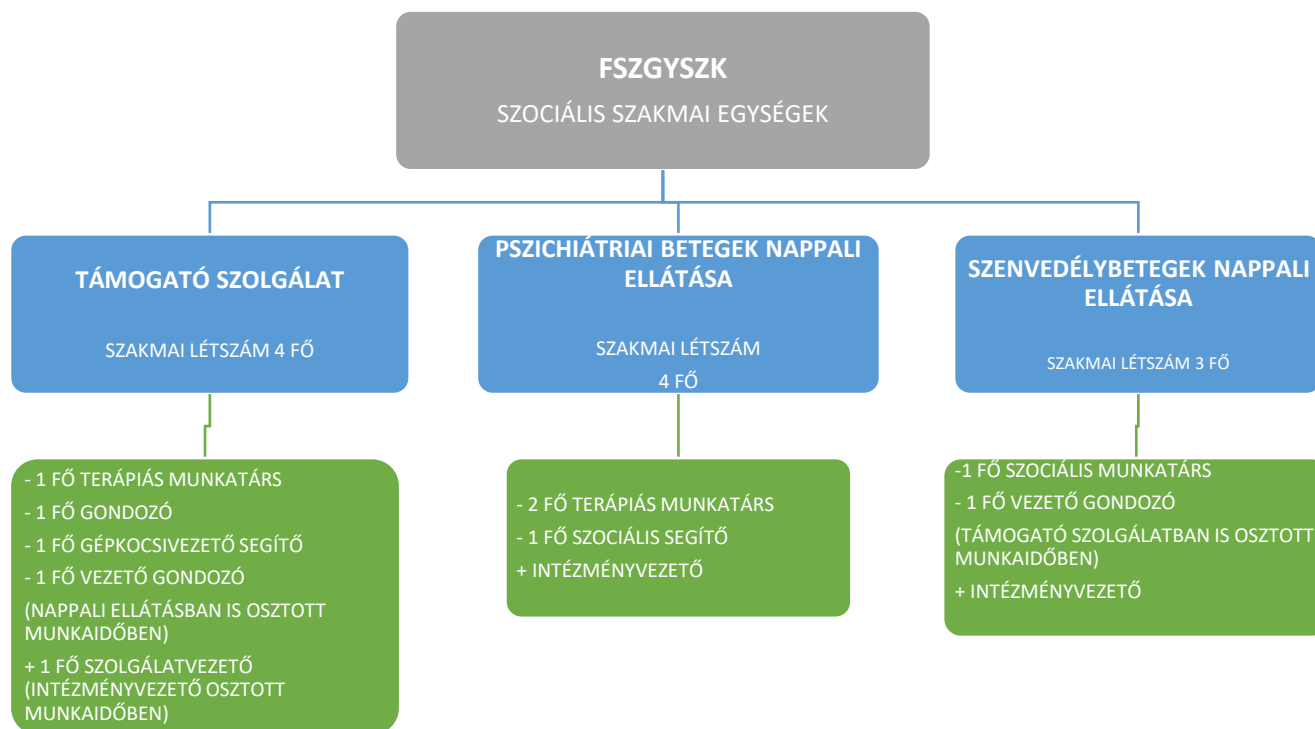 FSZGYSZK
SZOCIÁLIS SZAKMAI EGYSÉGEK
TÁMOGATÓ SZOLGÁLAT
SZAKMAI LÉTSZÁM 4 FŐ
PSZICHIÁTRIAI BETEGEK NAPPALI
ELLÁTÁSA
SZAKMAI LÉTSZÁM
4 FŐ
SZENVEDÉLYBETEGEK NAPPALI
ELLÁTÁSA
SZAKMAI LÉTSZÁM 3 FŐ
- 1 FŐ TERÁPIÁS MUNKATÁRS
- 1 FŐ GONDOZÓ
- 1 FŐ GÉPKOCSIVEZETŐ SEGÍTŐ
- 1 FŐ VEZETŐ GONDOZÓ
(NAPPALI ELLÁTÁSBAN IS OSZTOTT
MUNKAIDŐBEN)
+ 1 FŐ SZOLGÁLATVEZETŐ
(INTÉZMÉNYVEZETŐ OSZTOTT
MUNKAIDŐBEN)
- 2 FŐ TERÁPIÁS MUNKATÁRS
- 1 FŐ SZOCIÁLIS SEGÍTŐ
+ INTÉZMÉNYVEZETŐ
-1 FŐ SZOCIÁLIS MUNKATÁRS
- 1 FŐ VEZETŐ GONDOZÓ
(TÁMOGATÓ SZOLGÁLATBAN IS OSZTOTT
MUNKAIDŐBEN)
+ INTÉZMÉNYVEZETŐ